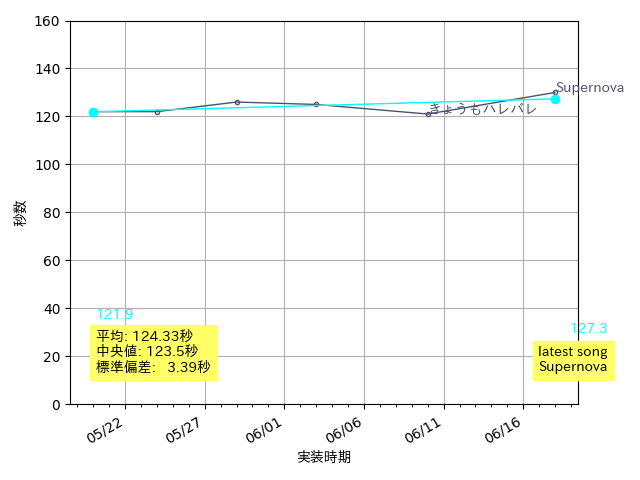 160
140
120
100
80
60
40
20
0
秒数
Supernova
きょうもハレバレ
121.9
127.3
平均: 124.33秒
中央値: 123.5秒
標準偏差: 3.39秒
latest song
Supernova
05/22
05/27
06/01
06/06
06/11
06/16
実装時期